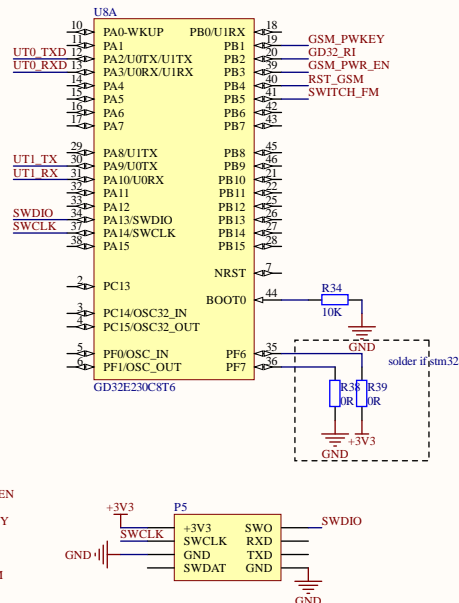 U8A
10 PA0-WKUP PB0/U1RX 18
11 PA1 PB1 19 GSM_PWKEY
UT0_TXD 12 PA2/U0TX/U1TX PB2 20 GD32_RI
UT0_RXD 13 PA3/U0RX/U1RX PB3 39 GSM_PWR_EN
14 PA4 PB4 40 RST_GSM
15 PA5 PB5 41 SWITCH_FM
16 PA6 PB6 42
17 PA7 PB7 43
29 PA8/U1TX PB8 45
UT1_TX 30 PA9/U0TX PB9 46
UT1_RX 31 PA10/U0RX PB10 21
32 PA11 PB11 22
33 PA12 PB12 25
SWDIO 34 PA13/SWDIO PB13 26
SWCLK 37 PA14/SWCLK PB14 27
38 PA15 PB15 28
NRST 7
2 PC13
BOOT0 44 R34
10K
GND
3 PC14/OSC32_IN
4 PC15/OSC32_OUT
5 PF0/OSC_IN PF6 35
6 PF1/OSC_OUT PF7 36
solder if stm32
GD32E230C8T6
R38 R39
0R 0R
+3V3
GND
EN
Y
M
P5
+3V3
+3V3 SWO SWDIO
SWCLK SWCLK RXD
GND GND TXD
SWDAT GND
GND